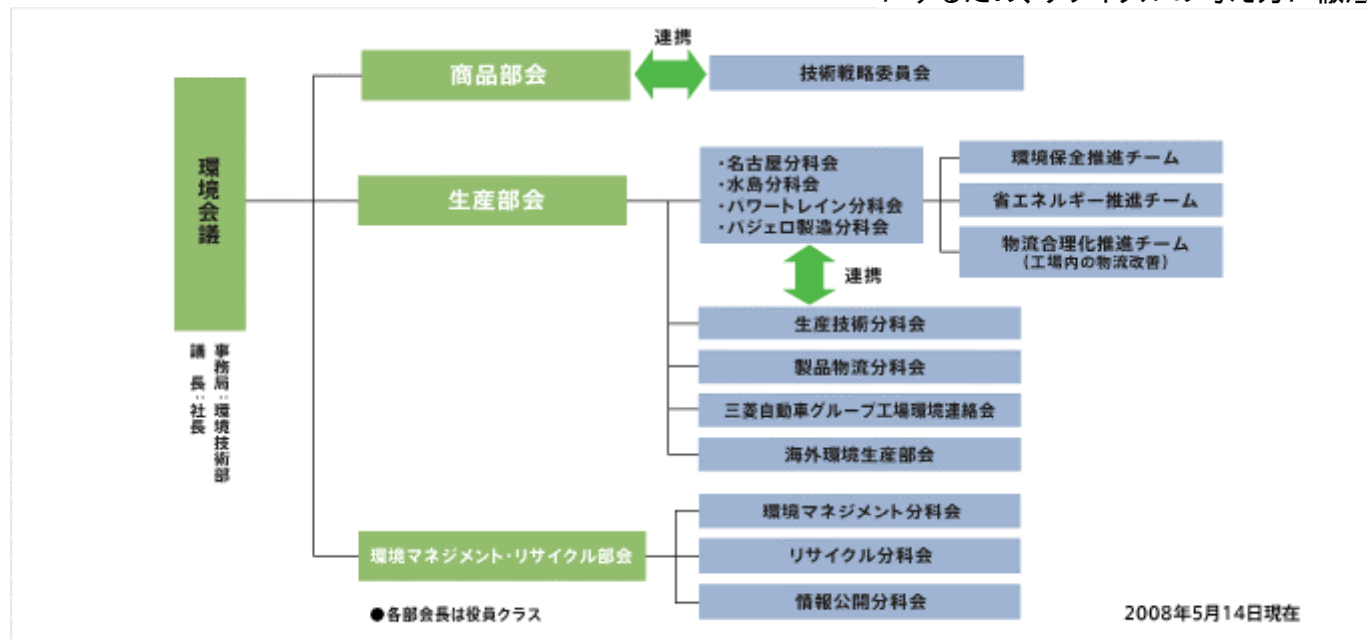 連携
商品部会
技術戦略委員会
環境会議
生産部会
・名古屋分科会
・水島分科会
・パワートレイン分科会
・パジェロ製造分科会
環境保全推進チーム
省エネルギー推進チーム
物流合理化推進チーム
(工場内の物流改善)
連携
生産技術分科会
製品物流分科会
三菱自動車グループ工場環境連絡会
海外環境生産部会
事務局:環境技術部
議 長:社長
環境マネジメント・リサイクル部会
環境マネジメント分科会
リサイクル分科会
情報公開分科会
●各部会長は役員クラス
2008年5月14日現在